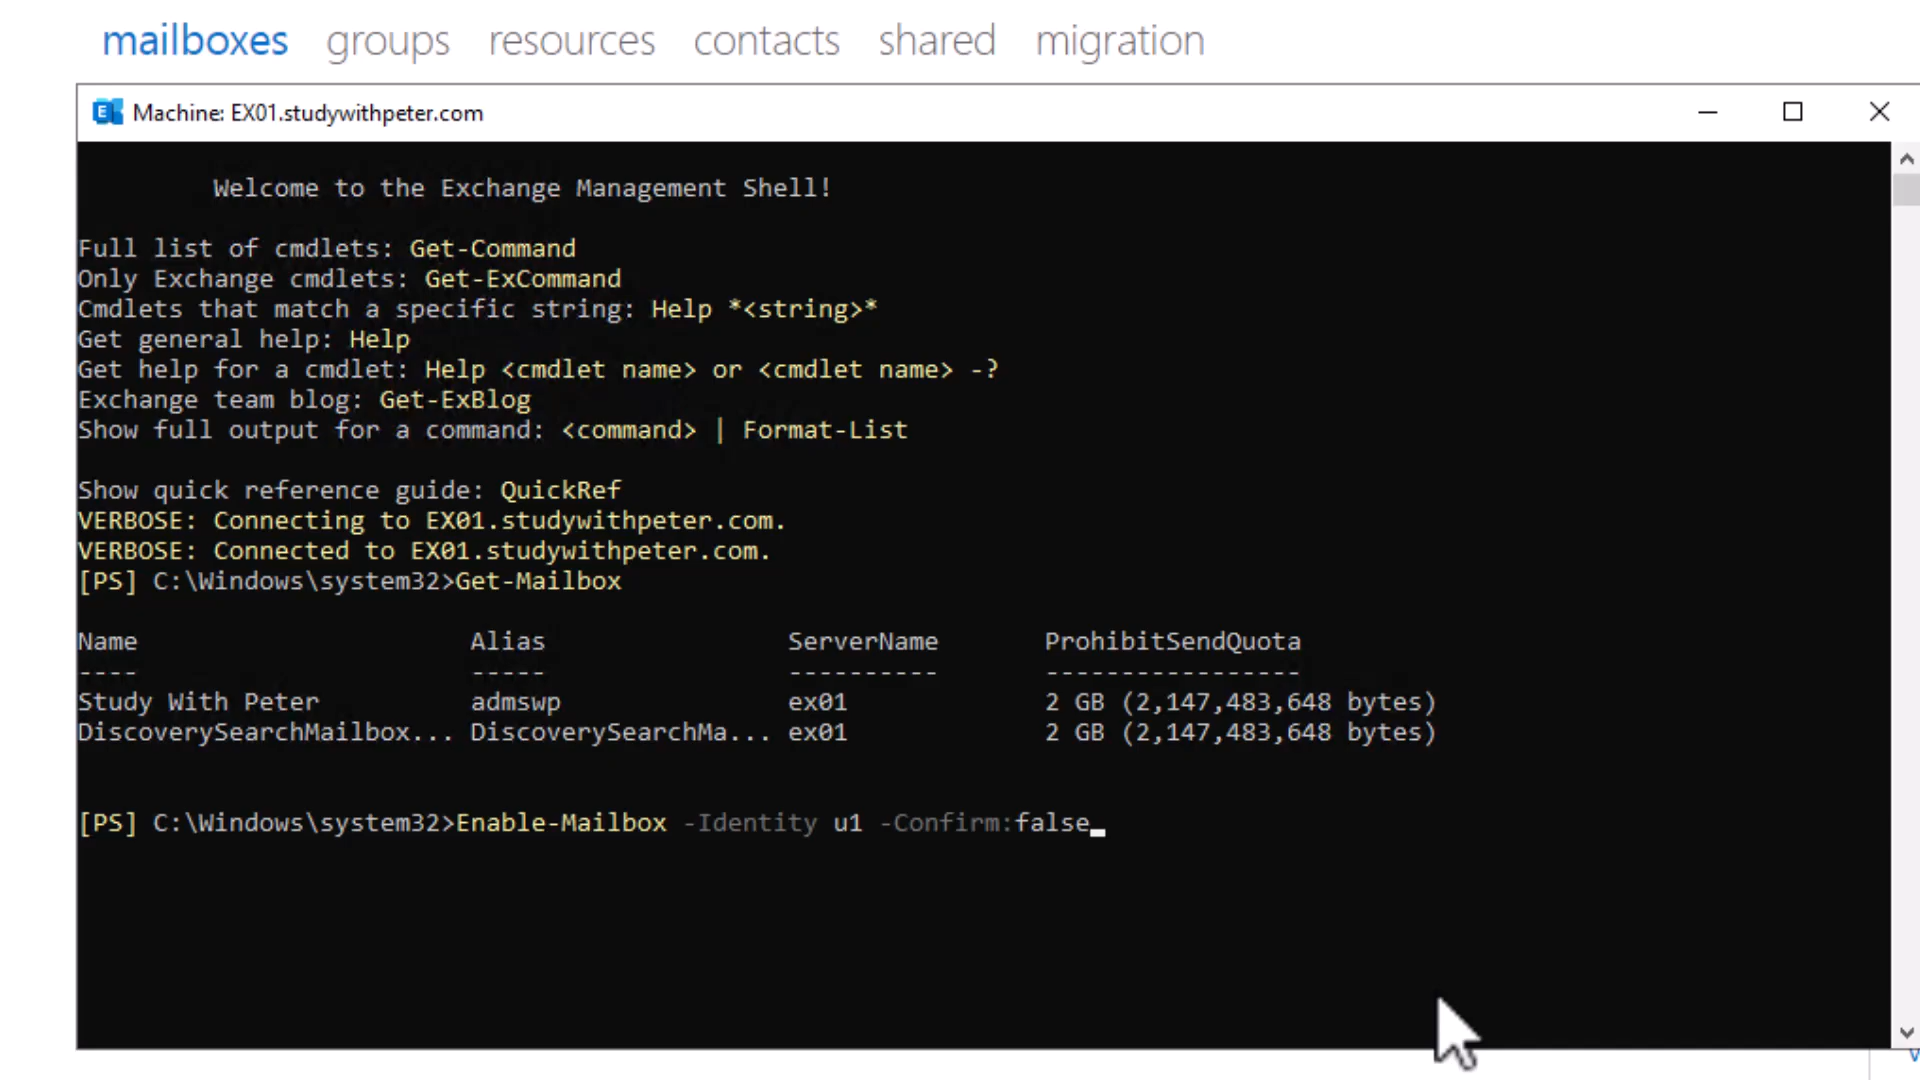 mailboxes groups resources contacts shared migration
Machine: EX01.studywithpeter.com
Welcome to the Exchange Management Shell!
Full list of cmdlets: Get-Command
Only Exchange cmdlets: Get-ExCommand
Cmdlets that match a specific string: Help *<string>*
Get general help: Help
Get help for a cmdlet: Help <cmdlet name> or <cmdlet name> -?
Exchange team blog: Get-ExBlog
Show full output for a command: <command> | Format-List
Show quick reference guide: QuickRef
VERBOSE: Connecting to EX01.studywithpeter.com.
VERBOSE: Connected to EX01.studywithpeter.com.
[PS] C:\Windows\system32>Get-Mailbox
Name Alias ServerName ProhibitSendQuota
---- ----- ---------- -----------------
Study With Peter admswp ex01 2 GB (2,147,483,648 bytes)
DiscoverySearchMailbox... DiscoverySearchMa... ex01 2 GB (2,147,483,648 bytes)
[PS] C:\Windows\system32>Enable-Mailbox -Identity u1 -Confirm:false